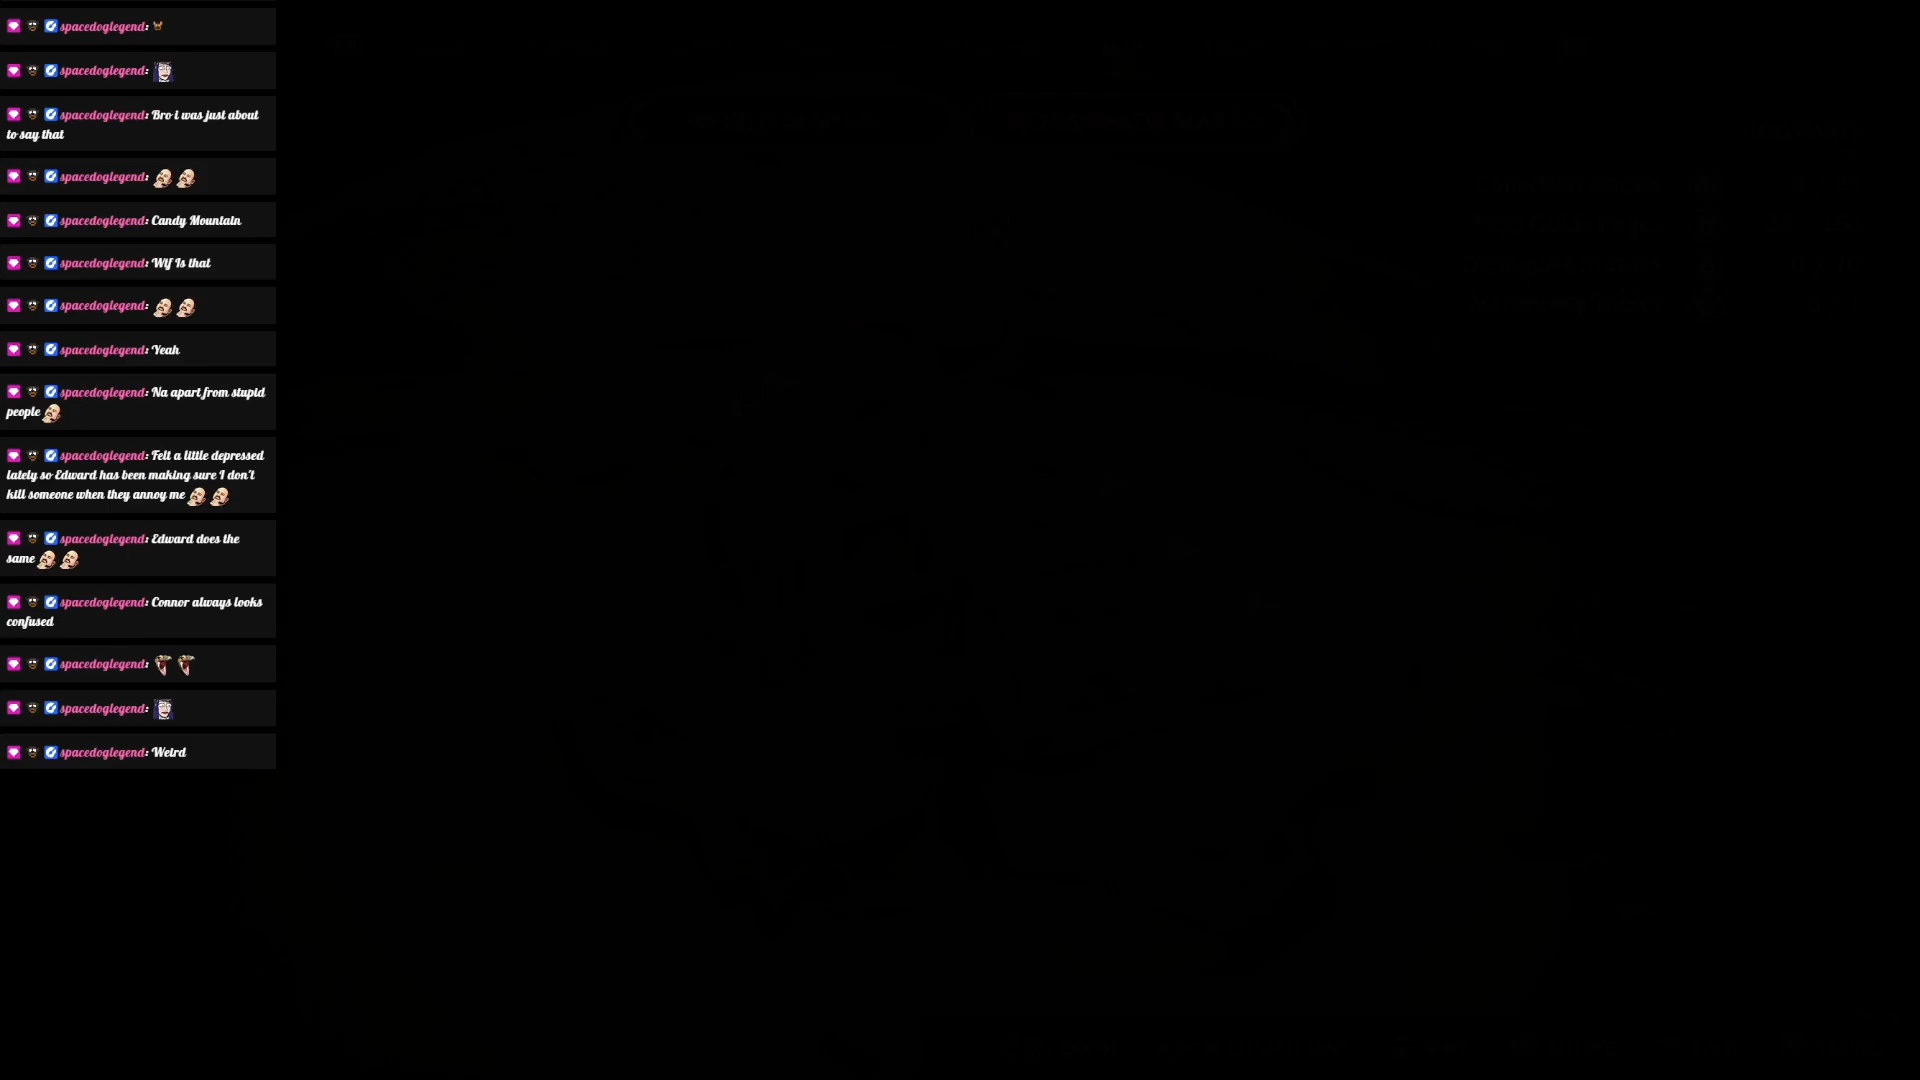 spacedoglegend:
spacedoglegend:
spacedoglegend: Bro i was just about
to say that
spacedoglegend:
spacedoglegend: Candy Mountain
spacedoglegend: Wtf Is that
spacedoglegend:
spacedoglegend: Yeah
spacedoglegend: Na apart from stupid
people
spacedoglegend: Felt a little depressed
lately so Edward has been making sure I don't
kill someone when they annoy me
spacedoglegend: Edward does the
same
spacedoglegend: Connor always looks
confused
spacedoglegend:
spacedoglegend:
spacedoglegend: Weird